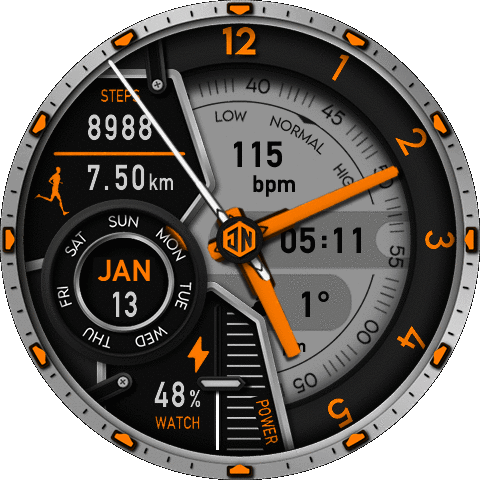 12
1
2
3
4
5
STEPS
8988
7.50km
40
45
50
55
00
05
LOW
NORMAL
HIG
115
bpm
05:11
1°
m
SUN
MON
TUE
WED
THU
FRI
SAT
JAN
13
48%
WATCH
POWER